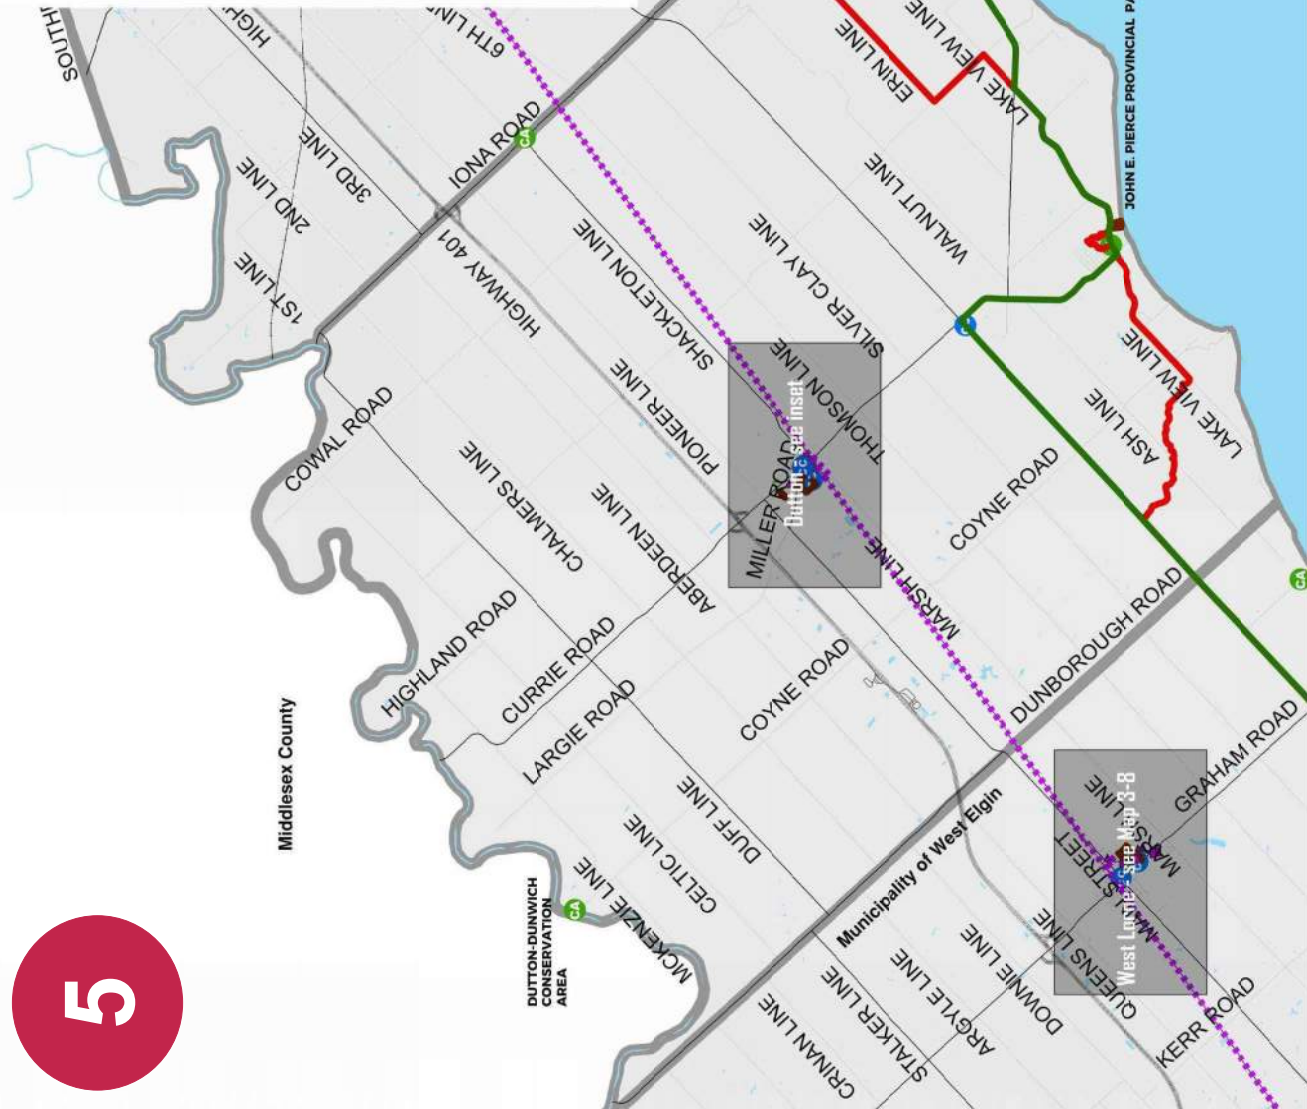 SOUTH
HIGH
6TH LINE
ERIN LINE
LAKE VIEW LINE
JOHN E. PIERCE PROVINCIAL PA
IONA ROAD
CA
3RD LINE
2ND LINE
1ST LINE
HIGHWAY 401
WALNUT LINE
SHACKLETON LINE
SILVER CLAY LINE
THOMSON LINE
PIONEER LINE
COWAL ROAD
CHALMERS LINE
ABERDEEN LINE
MILLER ROAD
Dutton - see inset
LAKE VIEW LINE
ASH LINE
COYNE ROAD
MARSH LINE
HIGHLAND ROAD
CURRIE ROAD
LARGIE ROAD
COYNE ROAD
DUNBOROUGH ROAD
CA
Middlesex County
DUFF LINE
CELTIC LINE
MCKENZIE LINE
CA
DUTTON-DUNWICH
CONSERVATION
AREA
Municipality of West Elgin
GRAHAM ROAD
MARSH LINE
MAIN STREET
West Lorne - see Map 3-8
QUEENS LINE
DOWNIE LINE
ARGYLE LINE
STALKER LINE
CRINAN LINE
KERR ROAD
5